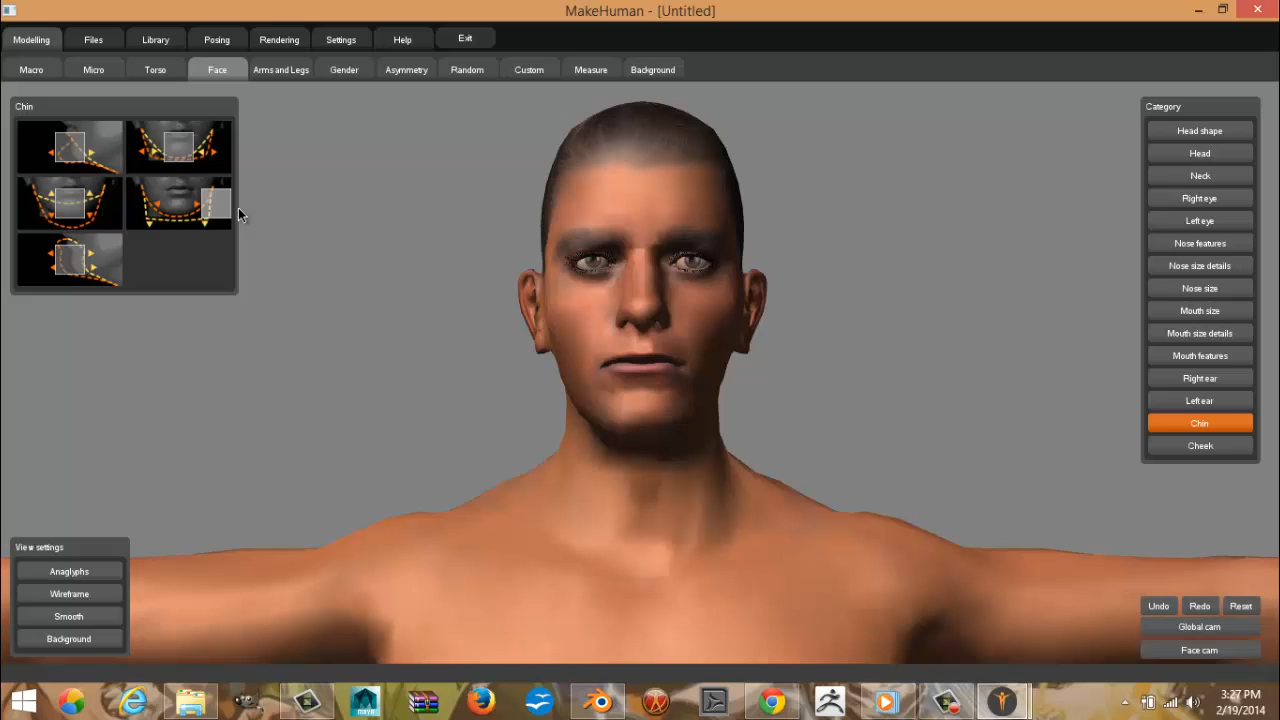 MakeHuman - [Untitled]
Modelling Files Library Posing Rendering Settings Help Exit
Macro Micro Torso Face Arms and Legs Gender Asymmetry Random Custom Measure Background
Chin
Category
Head shape
Head
Neck
Right eye
Left eye
Nose features
Nose size details
Nose size
Mouth size
Mouth size details
Mouth features
Right ear
Left ear
Chin
Cheek
View settings
Anaglyphs
Wireframe
Smooth
Background
Undo Redo Reset
Global cam
Face cam
MAYA
3:27 PM
2/19/2014